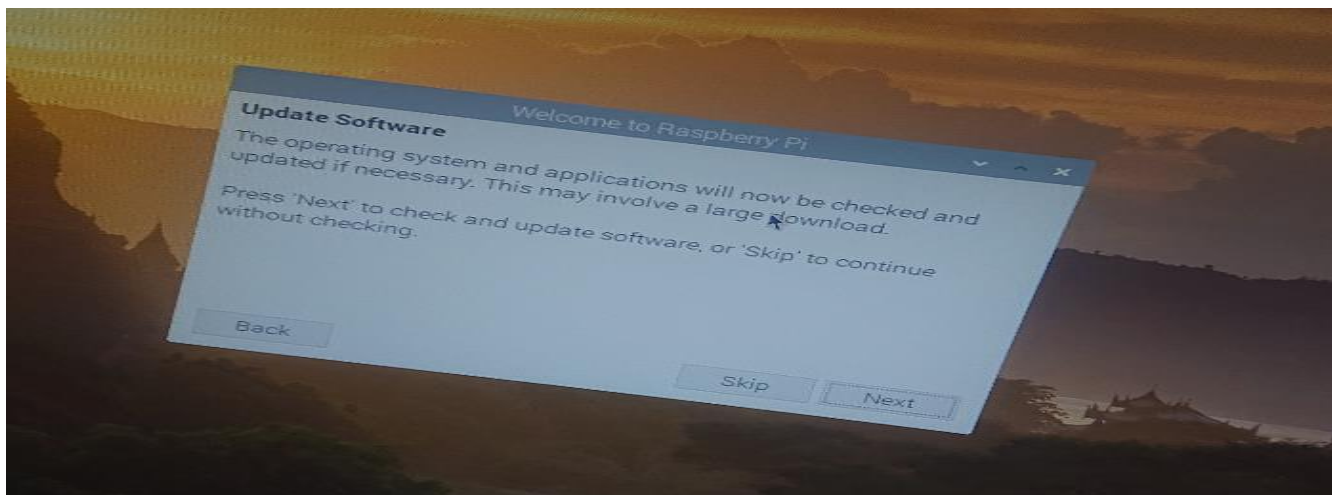 Welcome to Raspberry Pi
Update Software
The operating system and applications will now be checked and
updated if necessary. This may involve a large download.
Press 'Next' to check and update software, or 'Skip' to continue
without checking.
Back
Skip
Next